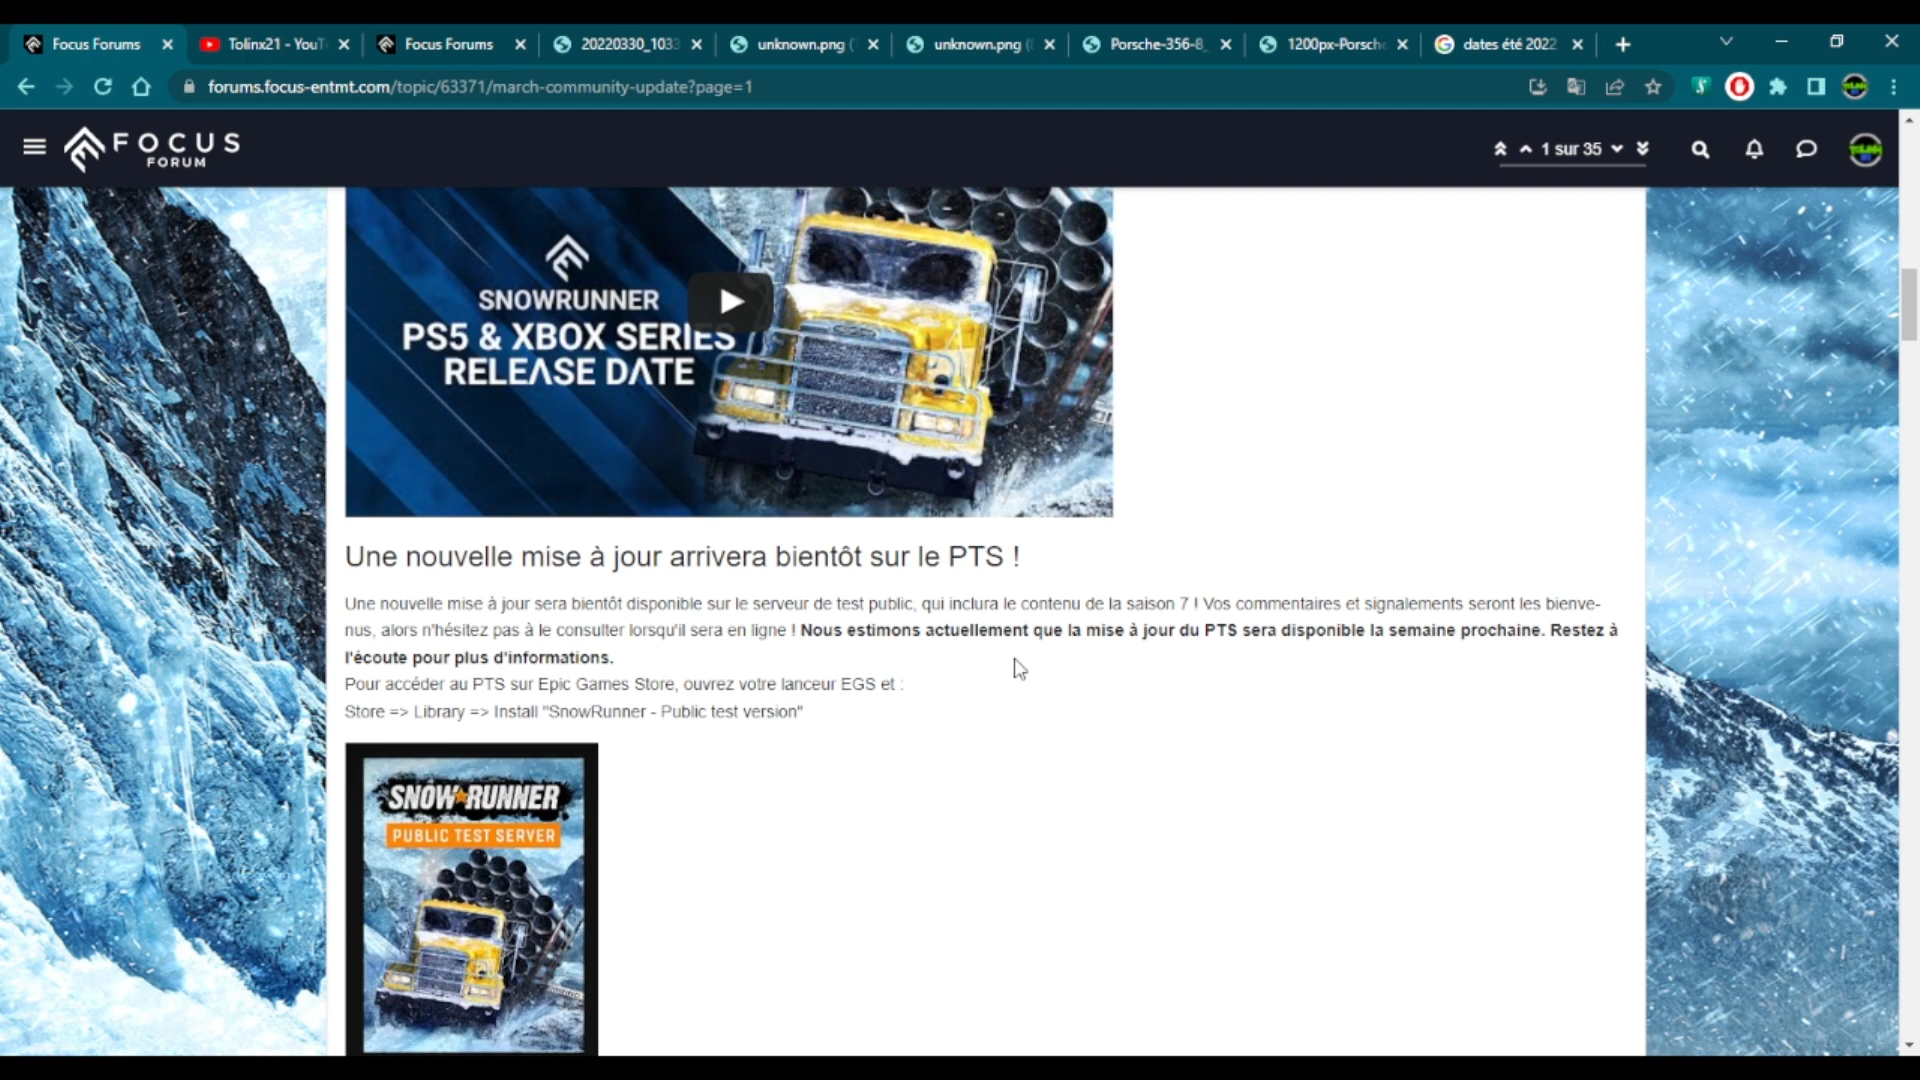 Focus Forums
Tolinx21 - YouT
Focus Forums
20220330_1033
unknown.png (
unknown.png (
Porsche-356-B_
1200px-Porsch
dates été 2022
forums.focus-entmt.com/topic/63371/march-community-update?page=1
FOCUS
FORUM
1 sur 35
SNOWRUNNER
PS5 & XBOX SERIES
RELEASE DATE
Une nouvelle mise à jour arrivera bientôt sur le PTS !
Une nouvelle mise à jour sera bientôt disponible sur le serveur de test public, qui inclura le contenu de la saison 7 ! Vos commentaires et signalements seront les bienve-
nus, alors n'hésitez pas à le consulter lorsqu'il sera en ligne ! Nous estimons actuellement que la mise à jour du PTS sera disponible la semaine prochaine. Restez à
l'écoute pour plus d'informations.
Pour accéder au PTS sur Epic Games Store, ouvrez votre lanceur EGS et :
Store => Library => Install "SnowRunner - Public test version"
SNOWRUNNER
PUBLIC TEST SERVER